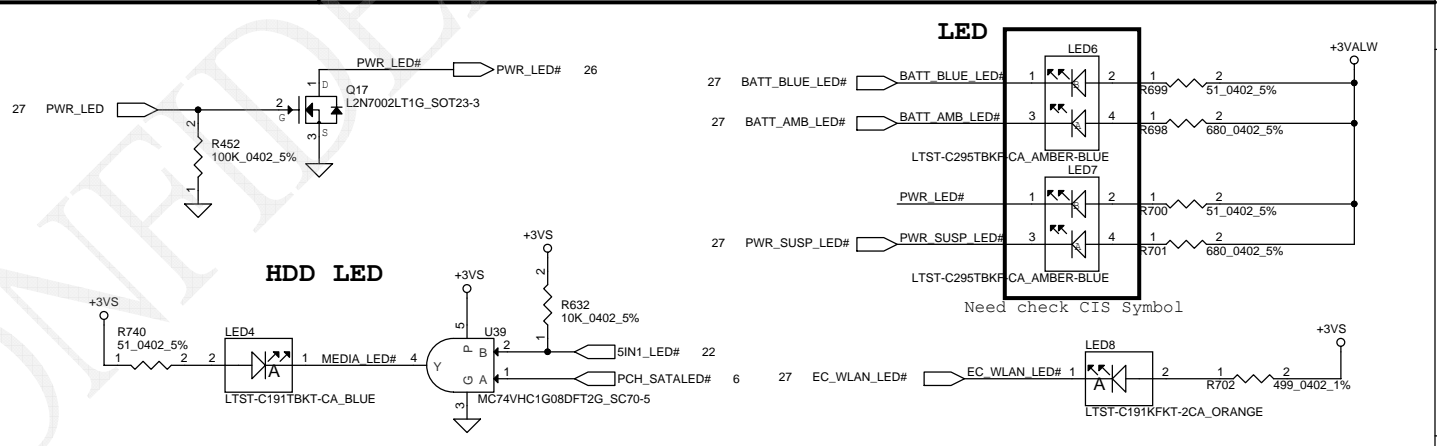 CONFIDENTIAL
LED
PWR_LED#
PWR_LED# 26
27 PWR_LED
1
D
Q17
L2N7002LT1G_SOT23-3
2
G
3
S
2
R452
100K_0402_5%
1
LED6
+3VALW
27 BATT_BLUE_LED#
BATT_BLUE_LED#
1
B
2
1
2
R699
51_0402_5%
27 BATT_AMB_LED#
BATT_AMB_LED#
3
A
4
1
2
R698
680_0402_5%
LTST-C295TBKF-CA_AMBER-BLUE
LED7
PWR_LED#
1
B
2
1
2
R700
51_0402_5%
27 PWR_SUSP_LED#
PWR_SUSP_LED#
3
A
4
1
2
R701
680_0402_5%
LTST-C295TBKF-CA_AMBER-BLUE
Need check CIS Symbol
HDD LED
+3VS
R740
51_0402_5%
1
2
LED4
2
A
1
LTST-C191TBKT-CA_BLUE
MEDIA_LED#
4
Y
+3VS
5
P
B
G
A
3
U39
MC74VHC1G08DFT2G_SC70-5
+3VS
2
R632
10K_0402_5%
1
2
5IN1_LED# 22
1
PCH_SATALED# 6
27 EC_WLAN_LED#
EC_WLAN_LED#
1
LED8
A
2
LTST-C191KFKT-2CA_ORANGE
1
2
R702
499_0402_1%
+3VS